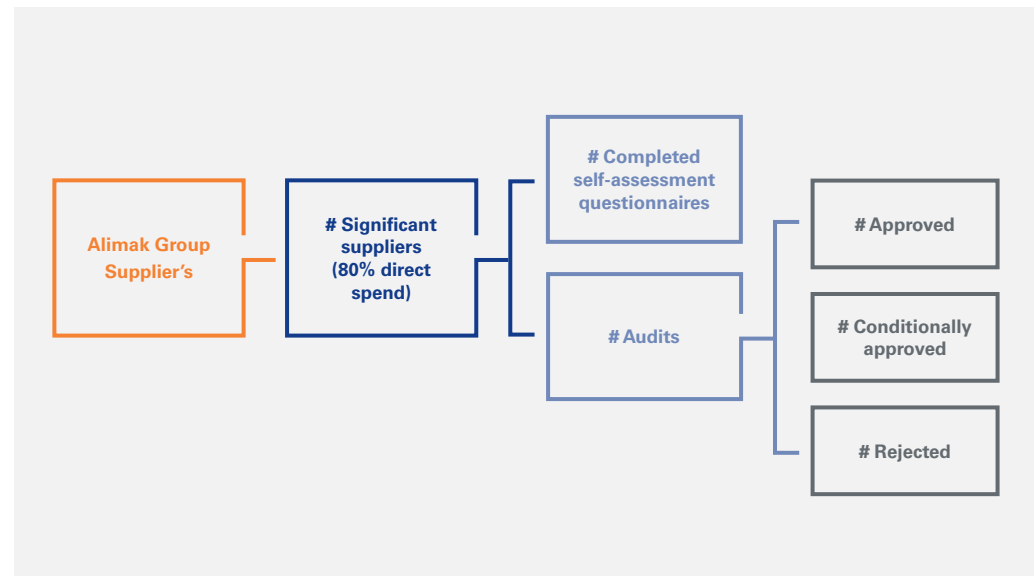 Alimak Group
Supplier’s
# Significant
suppliers
(80% direct
spend)
# Completed
self-assessment
questionnaires
# Audits
# Approved
# Conditionally
approved
# Rejected